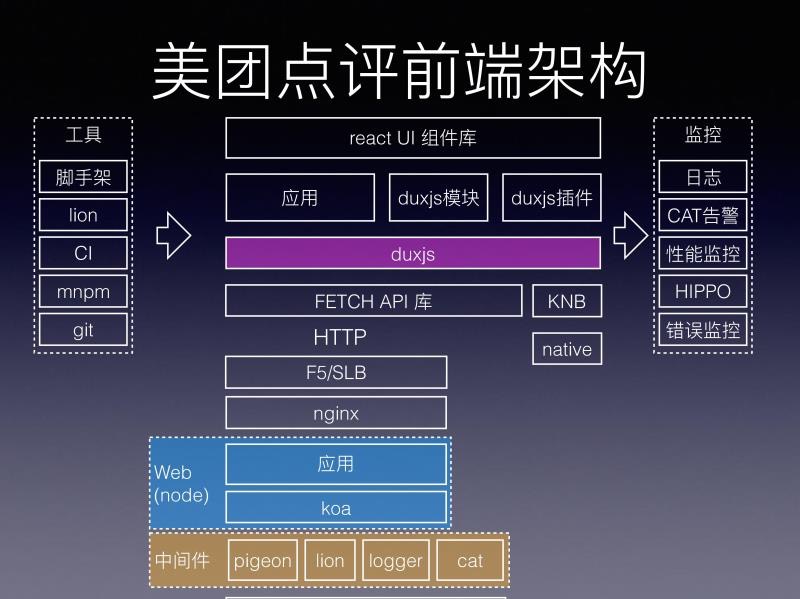 美团点评前端架构
工具
脚手架
lion
CI
mnpm
git
react UI 组件库
应用
duxjs模块
duxjs插件
duxjs
FETCH API 库
KNB
HTTP
native
F5/SLB
nginx
Web
(node)
应用
koa
中间件
pigeon
lion
logger
cat
监控
日志
CAT告警
性能监控
HIPPO
错误监控